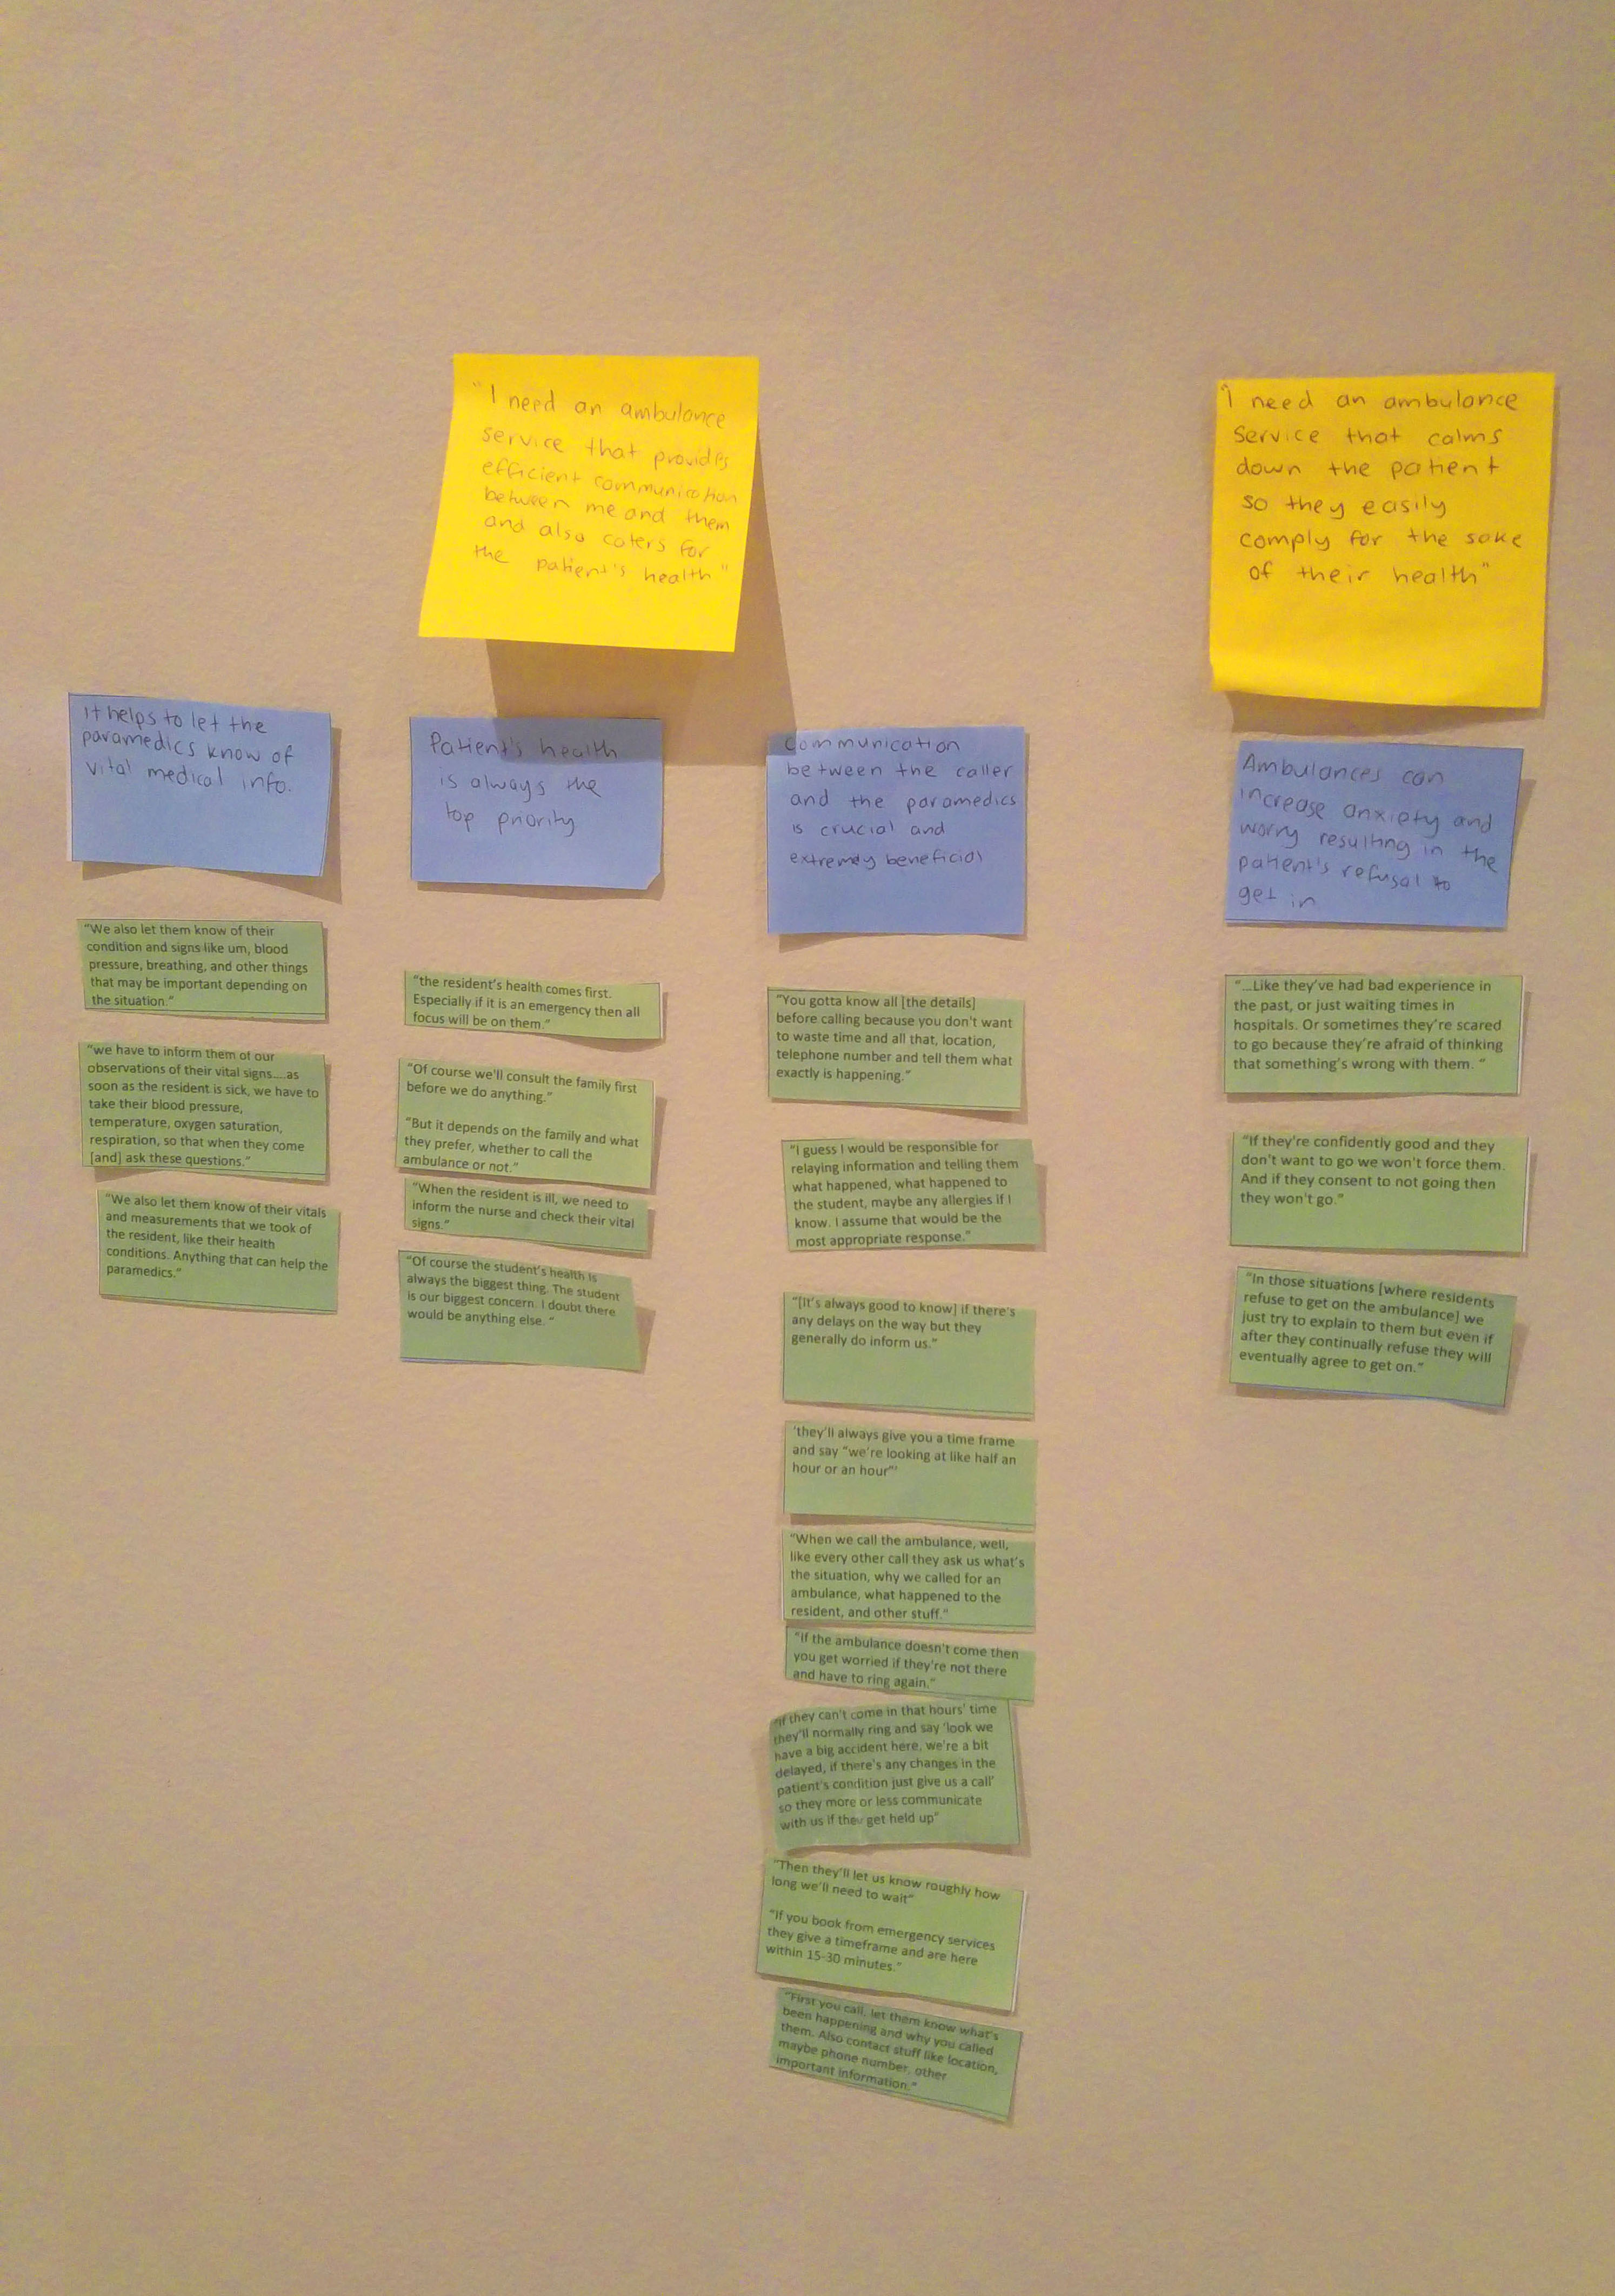 "I need an ambulance
service that provides
efficient communication
between me and them
and also caters for
the patient's health"
"I need an ambulance
service that calms
down the patient
so they easily
comply for the sake
of their health"
It helps to let the
paramedics know of
vital medical info.
"We also let them know of their
condition and signs like um, blood
pressure, breathing, and other things
that may be important depending on
the situation."
"we have to inform them of our
observations of their vital signs....as
soon as the resident is sick, we have to
take their blood pressure,
temperature, oxygen saturation,
respiration, so that when they come
[and] ask these questions."
"We also let them know of their vitals
and measurements that we took of
the resident, like their health
conditions. Anything that can help the
paramedics."
Patient's health
is always the
top priority
"the resident's health comes first.
Especially if it is an emergency then all
focus will be on them."
"Of course we'll consult the family first
before we do anything."
"But it depends on the family and what
they prefer, whether to call the
ambulance or not."
"When the resident is ill, we need to
inform the nurse and check their vital
signs."
"Of course the student's health is
always the biggest thing. The student
is our biggest concern. I doubt there
would be anything else. "
Communication
between the caller
and the paramedics
is crucial and
extremely beneficial
"You gotta know all [the details]
before calling because you don't want
to waste time and all that, location,
telephone number and tell them what
exactly is happening."
"I guess I would be responsible for
relaying information and telling them
what happened, what happened to
the student, maybe any allergies if I
know. I assume that would be the
most appropriate response."
"[It's always good to know] if there's
any delays on the way but they
generally do inform us."
'they'll always give you a time frame
and say "we're looking at like half an
hour or an hour"'
"When we call the ambulance, well,
like every other call they ask us what's
the situation, why we called for an
ambulance, what happened to the
resident, and other stuff."
"If the ambulance doesn't come then
you get worried if they're not there
and have to ring again."
"If they can't come in that hours' time
they'll normally ring and say 'look we
have a big accident here, we're a bit
delayed, if there's any changes in the
patient's condition just give us a call'
so they more or less communicate
with us if they get held up"
"Then they'll let us know roughly how
long we'll need to wait"
"If you book from emergency services
they give a timeframe and are here
within 15-30 minutes."
"First you call, let them know what's
been happening and why you called
them. Also contact stuff like location,
maybe phone number, other
important information."
Ambulances can
increase anxiety and
worry resulting in the
patient's refusal to
get in
"...Like they've had bad experience in
the past, or just waiting times in
hospitals. Or sometimes they're scared
to go because they're afraid of thinking
that something's wrong with them. "
"If they're confidently good and they
don't want to go we won't force them.
And if they consent to not going then
they won't go."
"In those situations [where residents
refuse to get on the ambulance] we
just try to explain to them but even if
after they continually refuse they will
eventually agree to get on."